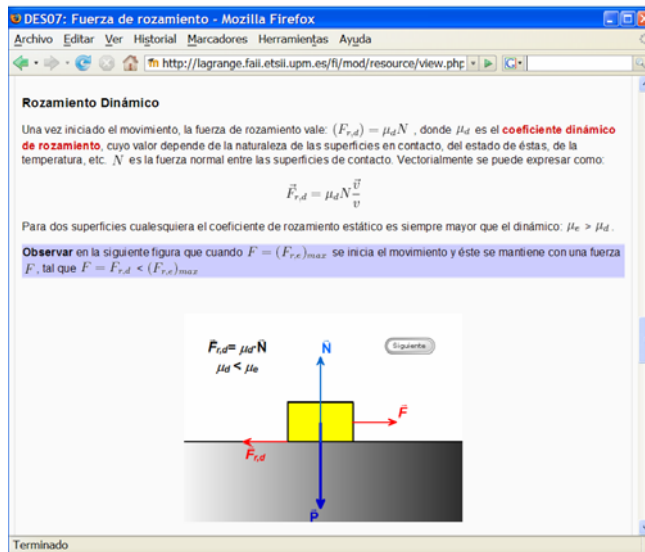 DES07: Fuerza de rozamiento - Mozilla Firefox
Archivo Editar Ver Historial Marcadores Herramientas Ayuda
http://lagrange.faii.etsii.upm.es/fi/mod/resource/view.php
Rozamiento Dinámico
Una vez iniciado el movimiento, la fuerza de rozamiento vale: (F_{r,d}) = μ_d N , donde μ_d es el coeficiente dinámico
de rozamiento, cuyo valor depende de la naturaleza de las superficies en contacto, del estado de éstas, de la
temperatura, etc. N es la fuerza normal entre las superficies de contacto. Vectorialmente se puede expresar como:
F⃗_{r,d} = μ_d N v⃗/v
Para dos superficies cualesquiera el coeficiente de rozamiento estático es siempre mayor que el dinámico: μ_e > μ_d .
Observar en la siguiente figura que cuando F = (F_{r,e})_{max} se inicia el movimiento y éste se mantiene con una fuerza
F, tal que F = F_{r,d} < (F_{r,e})_{max}
F⃗_{r,d}= μ_d·N⃗
N⃗
Siguiente
μ_d < μ_e
F⃗
F⃗_{r,d}
P⃗
Terminado